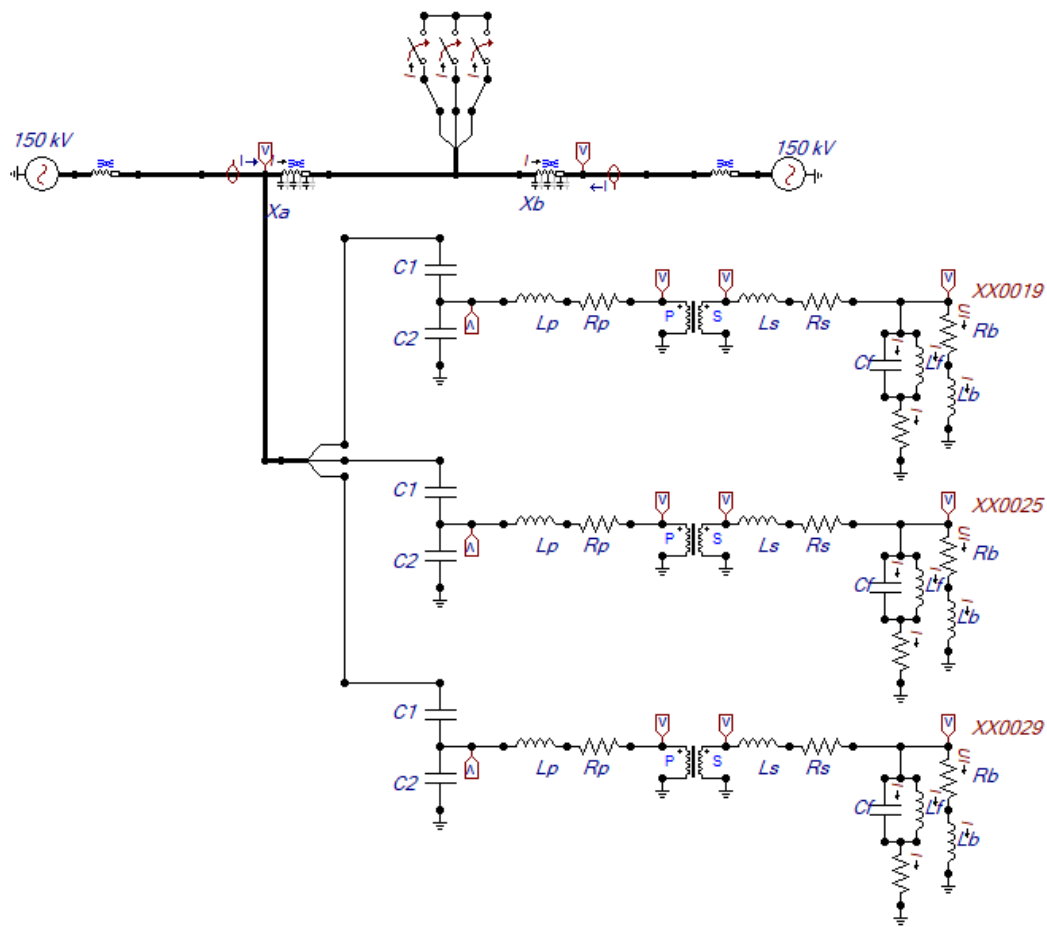 150 kV
V
I
I
I
I
I
Xa
Xb
V
I
150 kV
C1
C2
V
Lp
Rp
V
P
S
V
Ls
Rs
V
XX0019
Rb
Cf
Lf
Lb
I
I
I
I
C1
C2
V
Lp
Rp
V
P
S
V
Ls
Rs
V
XX0025
Rb
Cf
Lf
Lb
I
I
I
I
C1
C2
V
Lp
Rp
V
P
S
V
Ls
Rs
V
XX0029
Rb
Cf
Lf
Lb
I
I
I
I